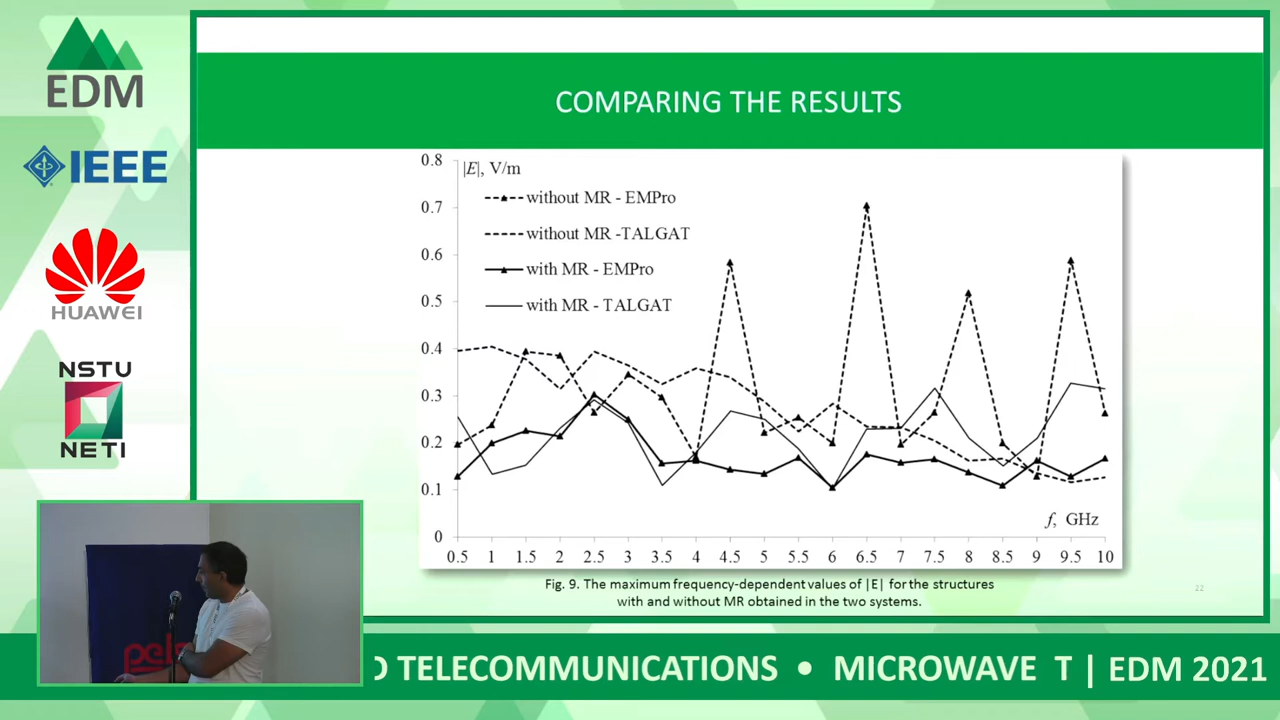 EDM
IEEE
HUAWEI
NSTU
NETI
COMPARING THE RESULTS
|E|, V/m
without MR - EMPro
without MR -TALGAT
with MR - EMPro
with MR - TALGAT
0.8
0.7
0.6
0.5
0.4
0.3
0.2
0.1
0
f, GHz
0.5 1 1.5 2 2.5 3 3.5 4 4.5 5 5.5 6 6.5 7 7.5 8 8.5 9 9.5 10
Fig. 9. The maximum frequency-dependent values of |E| for the structures
with and without MR obtained in the two systems.
22
pels
D TELECOMMUNICATIONS • MICROWAVE T | EDM 2021